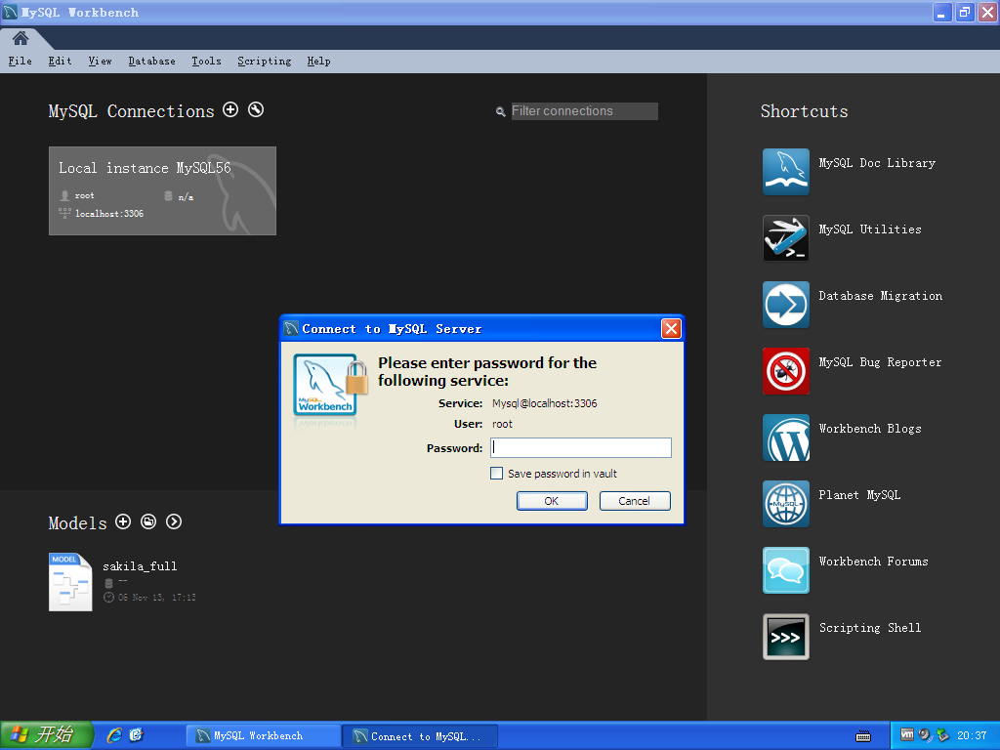 MySQL Workbench
File Edit View Database Tools Scripting Help
MySQL Connections
Filter connections
Shortcuts
Local instance MySQL56
root
n/a
localhost:3306
MySQL Doc Library
MySQL Utilities
Database Migration
MySQL Bug Reporter
Workbench Blogs
Planet MySQL
MySQL
Workbench Forums
Scripting Shell
>>>
Connect to MySQL Server
MySQL
Workbench
Please enter password for the
following service:
Service: Mysql@localhost:3306
User: root
Password:
Save password in vault
OK Cancel
Models
MODEL
sakila_full
--
06 Nov 13, 17:13
开始
MySQL Workbench
Connect to MySQL...
vm
20:37